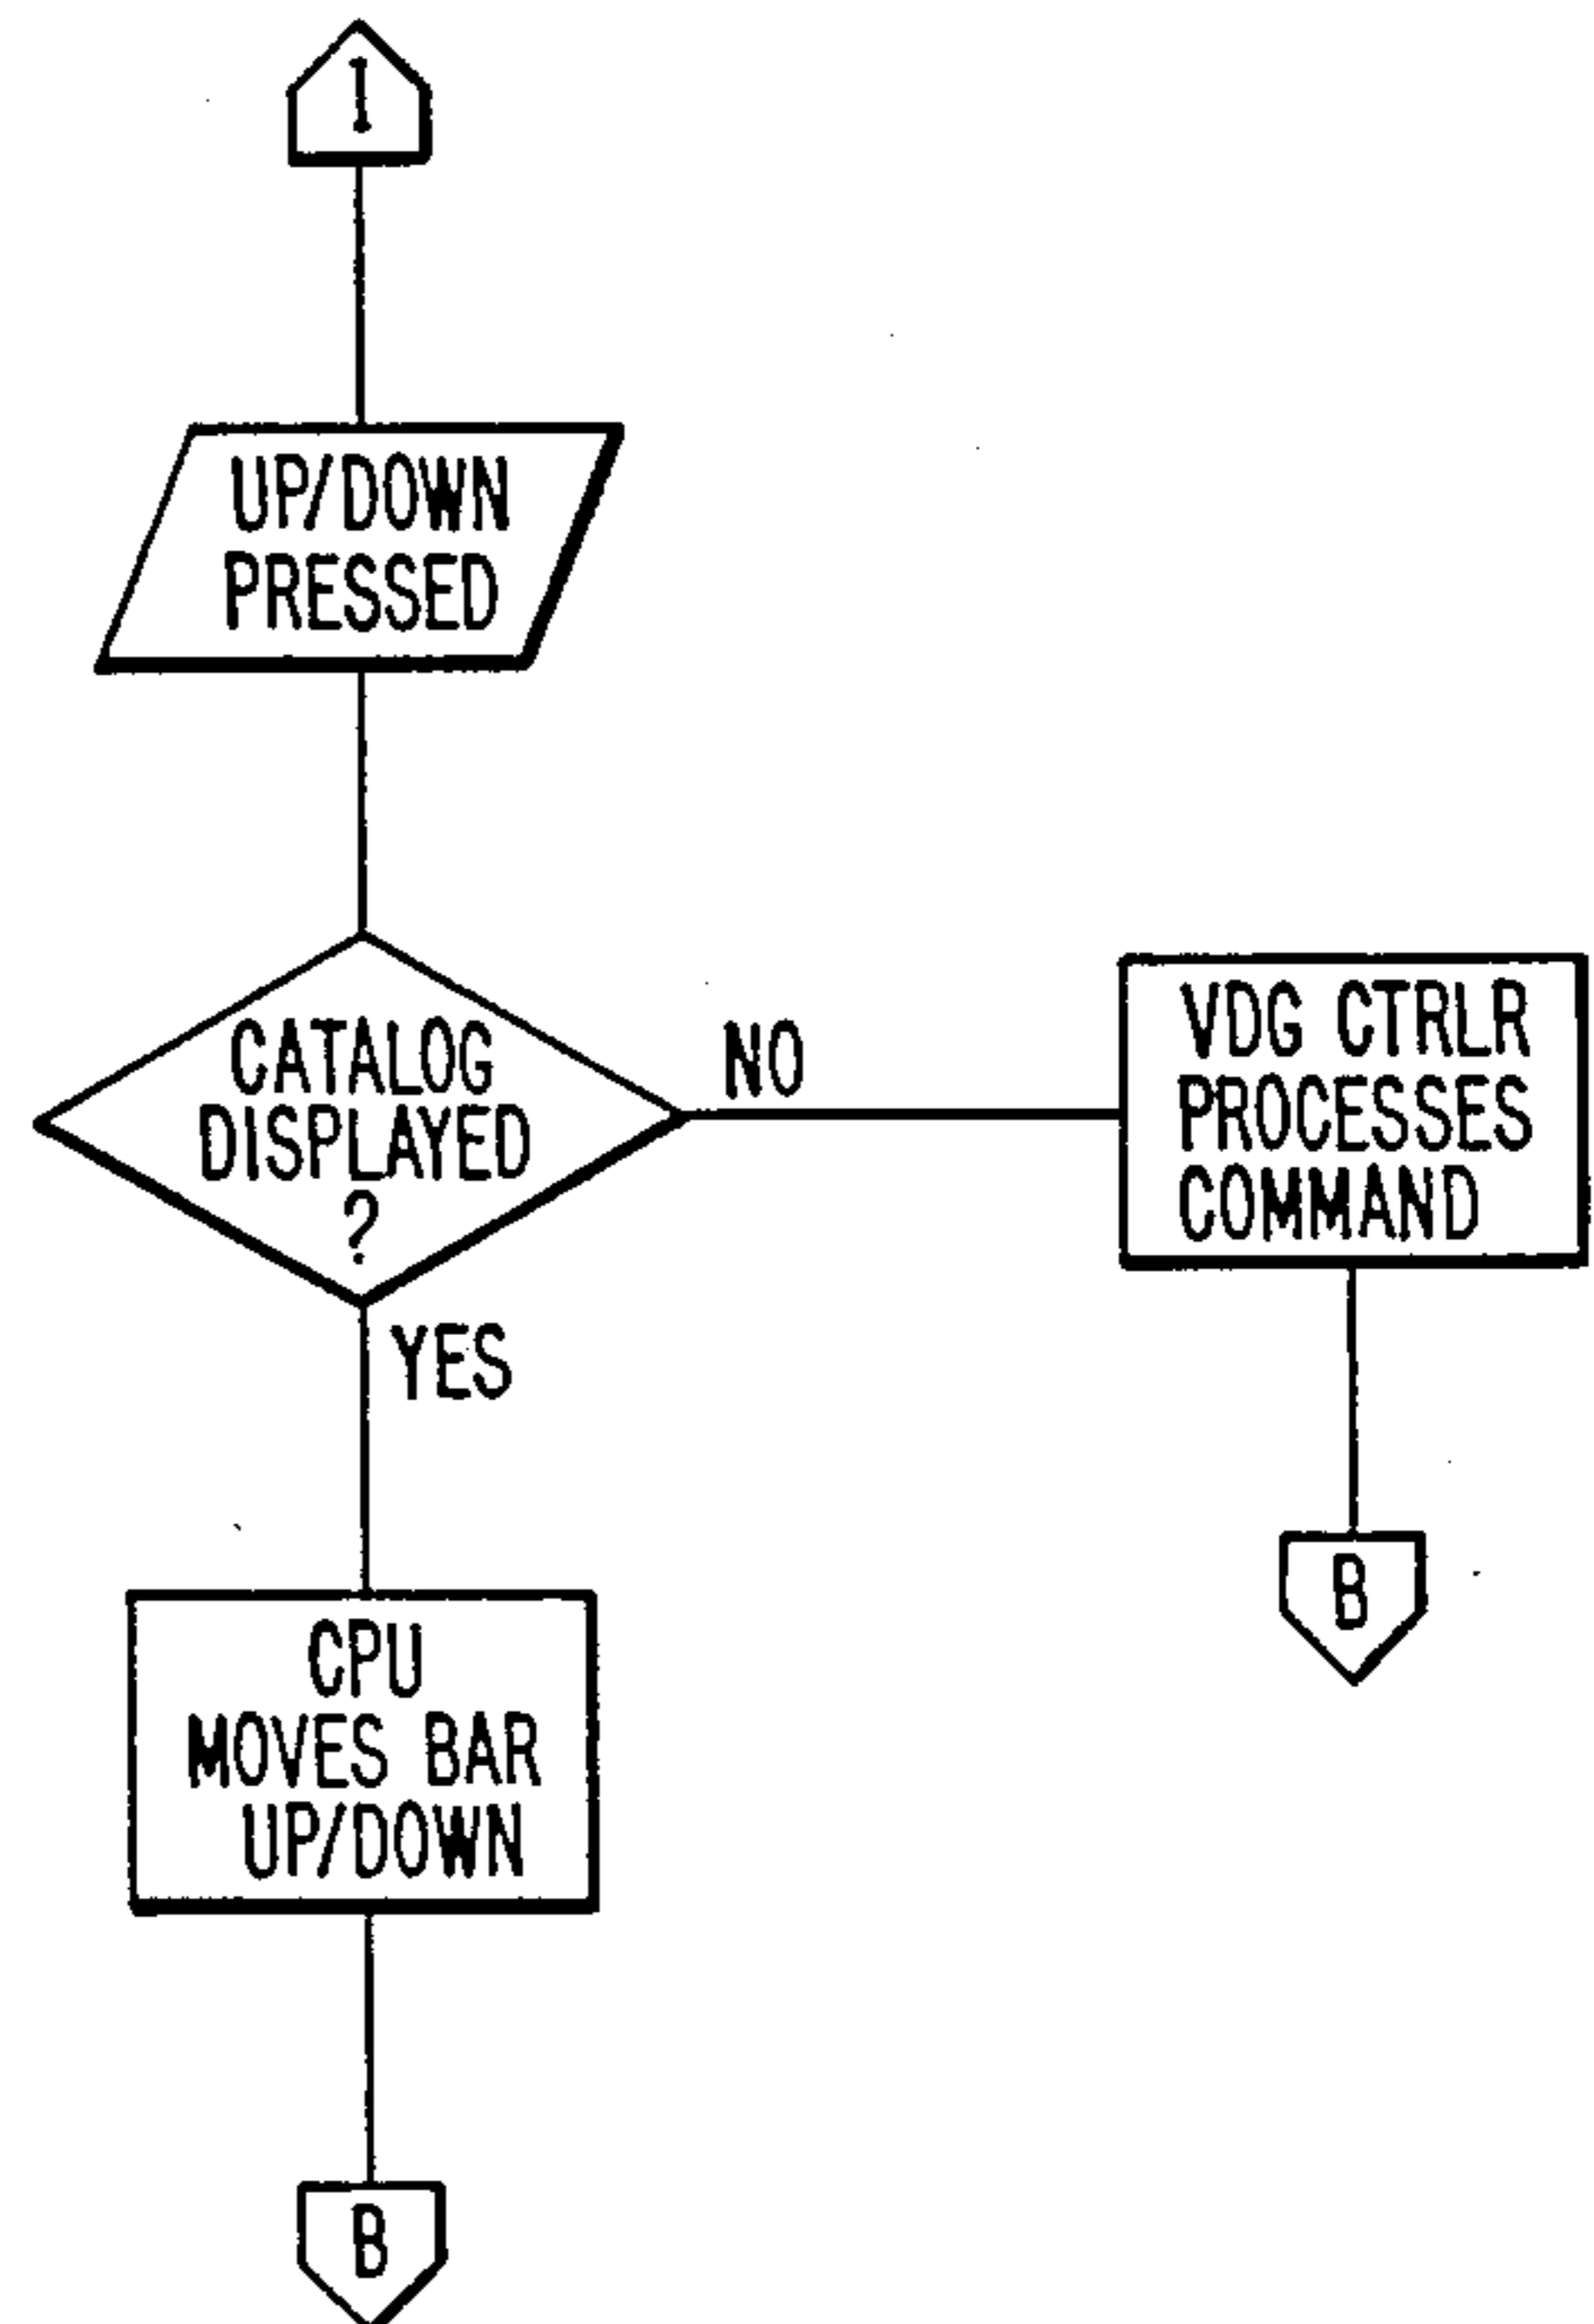 1
UP/DOWN
PRESSED
CATALOG
DISPLAYED
?
NO
VDG CTRLR
PROCESSES
COMMAND
B
YES
CPU
MOVES BAR
UP/DOWN
B